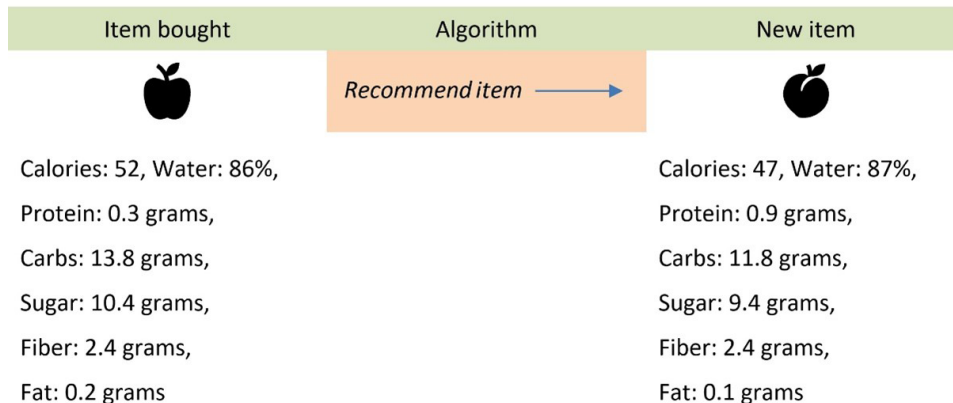 Item bought
Algorithm
New item
Recommend item
Calories: 52, Water: 86%,
Protein: 0.3 grams,
Carbs: 13.8 grams,
Sugar: 10.4 grams,
Fiber: 2.4 grams,
Fat: 0.2 grams
Calories: 47, Water: 87%,
Protein: 0.9 grams,
Carbs: 11.8 grams,
Sugar: 9.4 grams,
Fiber: 2.4 grams,
Fat: 0.1 grams